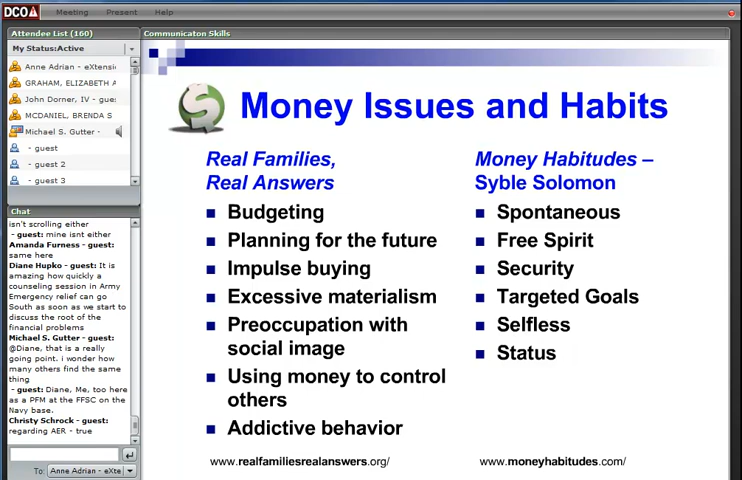 DCO
Meeting Present Help
Attendee List (160)
My Status:Active
Anne Adrian - eXtensi
GRAHAM, ELIZABETH A
John Dorner, IV - gue
MCDANIEL, BRENDA S
Michael S. Gutter -
- guest
- guest 2
- guest 3
Chat
isn't scrolling either
- guest: mine isnt either
Amanda Furness - guest:
same here
Diane Hupko - guest: It is
amazing how quickly a
counseling session in Army
Emergency relief can go
South as soon as we start to
discuss the root of the
financial problems
Michael S. Gutter - guest:
@Diane, that is a really
going point. i wonder how
many others find the same
thing
- guest: Diane, Me, too here
as a PFM at the FFSC on the
Navy base.
Christy Schrock - guest:
regarding AER - true
To: Anne Adrian - eXte
Communicaton Skills
$
Money Issues and Habits
Real Families,
Real Answers
Budgeting
Planning for the future
Impulse buying
Excessive materialism
Preoccupation with
social image
Using money to control
others
Addictive behavior
www.realfamiliesrealanswers.org/
Money Habitudes –
Syble Solomon
Spontaneous
Free Spirit
Security
Targeted Goals
Selfless
Status
www.moneyhabitudes.com/